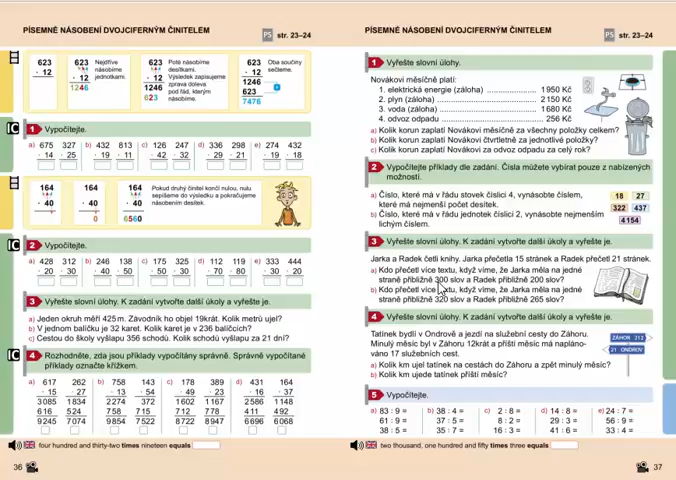 PÍSEMNÉ NÁSOBENÍ DVOJCIFERNÝM ČINITELEM
PS str. 23–24
623
· 12
623
· 12
1246
Nejdříve
násobíme
jednotkami.
623
· 12
1246
623
Poté násobíme
desítkami.
Výsledek zapisujeme
zprava doleva
pod řád, kterým
násobíme.
623
· 12
1246
623
7476
Oba součiny
sečteme.
1 Vypočítejte.
a) 675 327 b) 432 813 c) 126 247 d) 336 298 e) 274 432
· 14 · 25 · 19 · 11 · 42 · 32 · 29 · 21 · 19 · 18
164
· 40
164
· 40
0
164
· 40
6560
Pokud druhý činitel končí nulou, nulu
sepíšeme do výsledku a pokračujeme
násobením desítek.
2 Vypočítejte.
a) 428 312 b) 246 138 c) 175 325 d) 112 119 e) 333 444
· 20 · 30 · 40 · 50 · 50 · 30 · 70 · 80 · 30 · 20
3 Vyřešte slovní úlohy. K zadání vytvořte další úkoly a vyřešte je.
a) Jeden okruh měří 425 m. Závodník ho objel 19krát. Kolik metrů ujel?
b) V jednom balíčku je 32 karet. Kolik karet je v 236 balíčcích?
c) Cestou do školy vyšlapu 356 schodů. Kolik schodů vyšlapu za 21 dní?
4 Rozhodněte, zda jsou příklady vypočítány správně. Správně vypočítané
příklady označte křížkem.
a) 617 262 b) 758 143 c) 178 389 d) 431 164
· 15 · 27 · 13 · 54 · 49 · 23 · 16 · 37
3085 1834 2274 372 1602 1167 2586 1148
616 524 758 715 712 778 411 492
9245 7074 9854 7522 8722 8947 6696 6068
four hundred and thirty-two times nineteen equals
36
PÍSEMNÉ NÁSOBENÍ DVOJCIFERNÝM ČINITELEM
PS str. 23–24
1 Vyřešte slovní úlohy.
Novákovi měsíčně platí:
1. elektrická energie (záloha) ................ 1 950 Kč
2. plyn (záloha) ................ 2 150 Kč
3. voda (záloha) ................ 1 680 Kč
4. odvoz odpadu ................ 256 Kč
a) Kolik korun zaplatí Novákovi měsíčně za všechny položky celkem?
b) Kolik korun zaplatí Novákovi čtvrtletně za jednotlivé položky?
c) Kolik korun zaplatí Novákovi za odvoz odpadu za celý rok?
2 Vypočítejte příklady dle zadání. Čísla můžete vybírat pouze z nabízených
možností.
a) Číslo, které má v řádu stovek číslici 4, vynásobte číslem,
které má nejmenší počet desítek.
b) Číslo, které má v řádu jednotek číslici 2, vynásobte nejmenším
lichým číslem.
18 27
322 437
4154
3 Vyřešte slovní úlohy. K zadání vytvořte další úkoly a vyřešte je.
Jarka a Radek četli knihy. Jarka přečetla 15 stránek a Radek přečetl 21 stránek.
a) Kdo přečetl více textu, když víme, že Jarka měla na jedné
straně přibližně 300 slov a Radek přibližně 200 slov?
b) Kdo přečetl více textu, když víme, že Jarka měla na jedné
straně přibližně 320 slov a Radek přibližně 265 slov?
4 Vyřešte slovní úlohy. K zadání vytvořte další úkoly a vyřešte je.
Tatínek bydlí v Ondrově a jezdí na služební cesty do Záhoru.
Minulý měsíc byl v Záhoru 12krát a příští měsíc má napláno-
váno 17 služebních cest.
ZÁHOR 212
21 ONDROV
a) Kolik km ujel tatínek na cestách do Záhoru a zpět minulý měsíc?
b) Kolik km ujede tatínek příští měsíc?
5 Vypočítejte.
a) 83 : 9 = b) 38 : 4 = c) 2 : 8 = d) 14 : 8 = e) 24 : 7 =
61 : 9 = 37 : 5 = 8 : 2 = 29 : 3 = 56 : 9 =
38 : 5 = 35 : 7 = 16 : 3 = 41 : 6 = 33 : 4 =
two thousand, one hundred and fifty times three equals
37